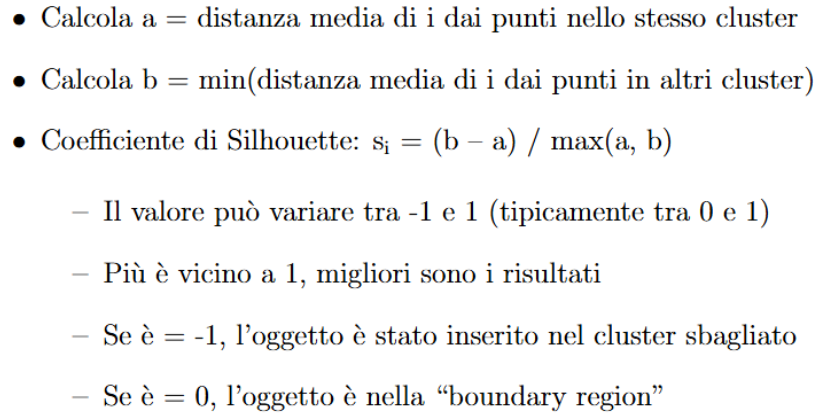 • Calcola a = distanza media di i dai punti nello stesso cluster
• Calcola b = min(distanza media di i dai punti in altri cluster)
• Coefficiente di Silhouette: sᵢ = (b – a) / max(a, b)
– Il valore può variare tra -1 e 1 (tipicamente tra 0 e 1)
– Più è vicino a 1, migliori sono i risultati
– Se è = -1, l'oggetto è stato inserito nel cluster sbagliato
– Se è = 0, l'oggetto è nella “boundary region”